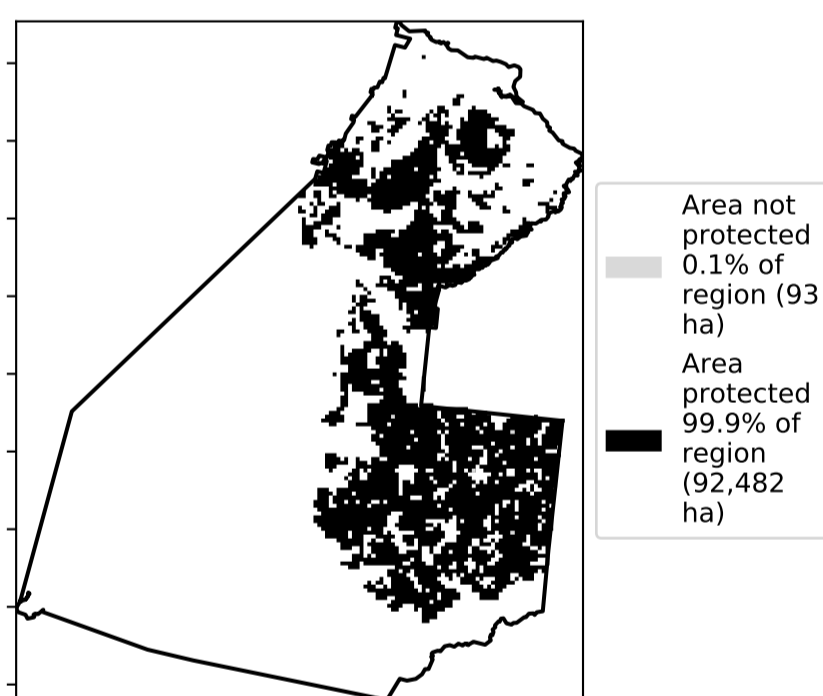 Area not
protected
0.1% of
region (93
ha)
Area
protected
99.9% of
region
(92,482
ha)